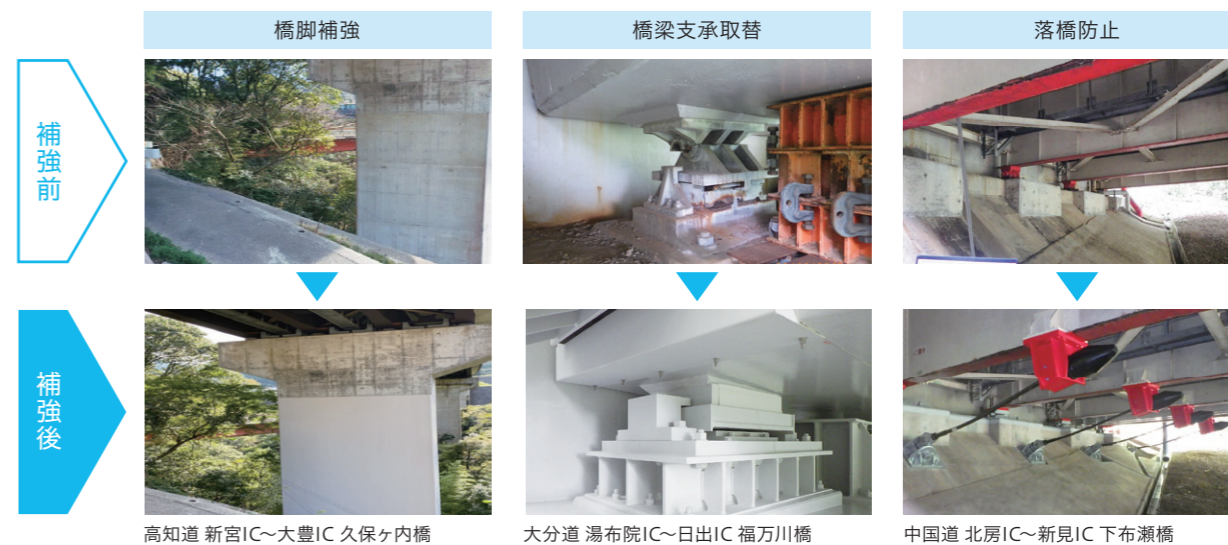 橋脚補強
橋梁支承取替
落橋防止
補強前
補強後
高知道 新宮IC〜大豊IC 久保ヶ内橋
大分道 湯布院IC〜日出IC 福万川橋
中国道 北房IC〜新見IC 下布瀬橋